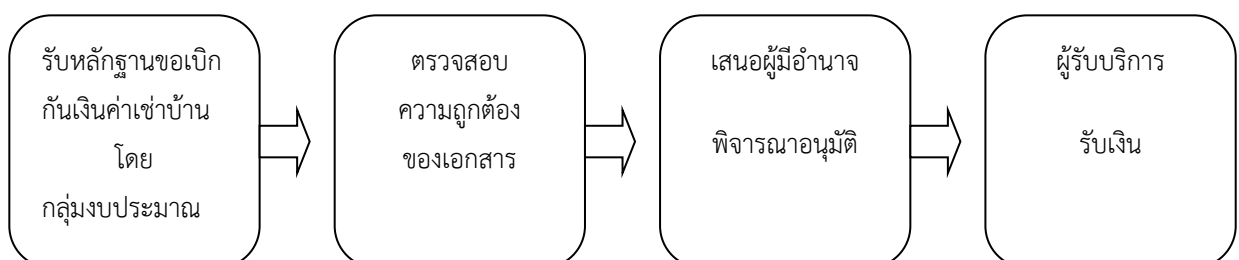 รับหลักฐานขอเบิก
กันเงินค่าเช่าบ้าน
โดย
กลุ่มงบประมาณ
ตรวจสอบ
ความถูกต้อง
ของเอกสาร
เสนอผู้มีอำนาจ
พิจารณาอนุมัติ
ผู้รับบริการ
รับเงิน